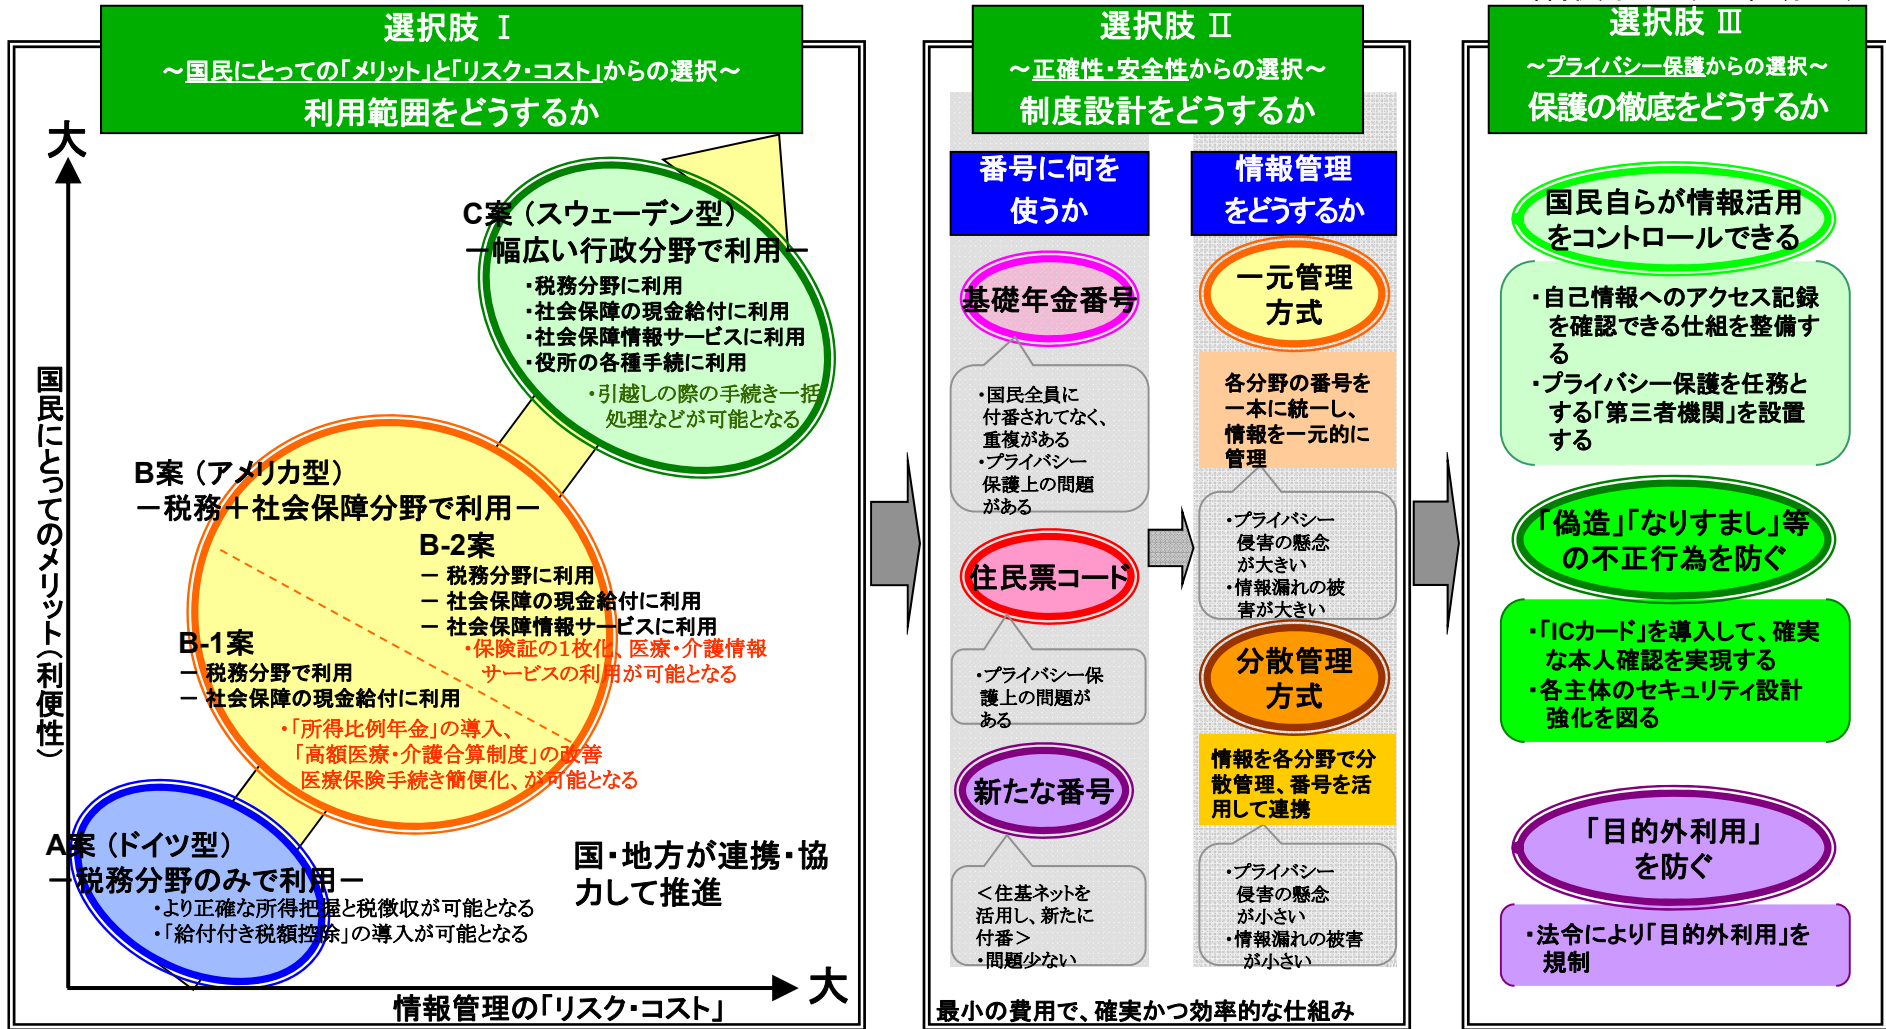 選択肢 Ⅰ
～国民にとっての「メリット」と「リスク・コスト」からの選択～
利用範囲をどうするか
大
国民にとってのメリット（利便性）
C案（スウェーデン型）
－幅広い行政分野で利用－
・税務分野に利用
・社会保障の現金給付に利用
・社会保障情報サービスに利用
・役所の各種手続に利用
・引越しの際の手続き一括
処理などが可能となる
B案（アメリカ型）
－税務＋社会保障分野で利用－
B-2案
－ 税務分野に利用
－ 社会保障の現金給付に利用
－ 社会保障情報サービスに利用
・保険証の1枚化、医療・介護情報
サービスの利用が可能となる
B-1案
－ 税務分野で利用
－ 社会保障の現金給付に利用
・「所得比例年金」の導入、
「高額医療・介護合算制度」の改善
医療保険手続き簡便化、が可能となる
A案（ドイツ型）
－税務分野のみで利用－
・より正確な所得把握と税徴収が可能となる
・「給付付き税額控除」の導入が可能となる
国・地方が連携・協
力して推進
大
情報管理の「リスク・コスト」
選択肢 Ⅱ
～正確性・安全性からの選択～
制度設計をどうするか
番号に何を
使うか
基礎年金番号
・国民全員に
付番されてなく、
重複がある
・プライバシー
保護上の問題
がある
住民票コード
・プライバシー保
護上の問題が
ある
新たな番号
＜住基ネットを
活用し、新たに
付番＞
・問題少ない
情報管理
をどうするか
一元管理
方式
各分野の番号を
一本に統一し、
情報を一元的に
管理
・プライバシー
侵害の懸念
が大きい
・情報漏れの被
害が大きい
分散管理
方式
情報を各分野で分
散管理、番号を活
用して連携
・プライバシー
侵害の懸念
が小さい
・情報漏れの被害
が小さい
最小の費用で、確実かつ効率的な仕組み
選択肢 Ⅲ
～プライバシー保護からの選択～
保護の徹底をどうするか
国民自らが情報活用
をコントロールできる
・自己情報へのアクセス記録
を確認できる仕組を整備す
る
・プライバシー保護を任務と
する「第三者機関」を設置
する
「偽造」「なりすまし」等
の不正行為を防ぐ
・「ICカード」を導入して、確実
な本人確認を実現する
・各主体のセキュリティ設計
強化を図る
「目的外利用」
を防ぐ
・法令により「目的外利用」を
規制